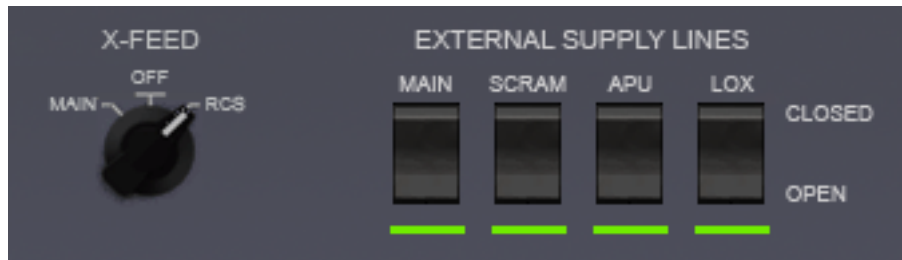 X-FEED
OFF
MAIN
RCS
EXTERNAL SUPPLY LINES
MAIN SCRAM APU LOX
CLOSED
OPEN